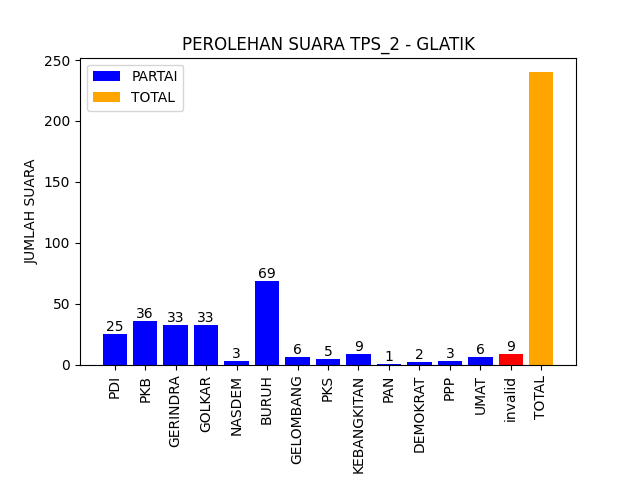 PEROLEHAN SUARA TPS_2 - GLATIK
250
200
150
100
50
0
JUMLAH SUARA
PARTAI
TOTAL
25
36
33
33
3
69
6
5
9
1
2
3
6
9
PDI
PKB
GERINDRA
GOLKAR
NASDEM
BURUH
GELOMBANG
PKS
KEBANGKITAN
PAN
DEMOKRAT
PPP
UMAT
invalid
TOTAL